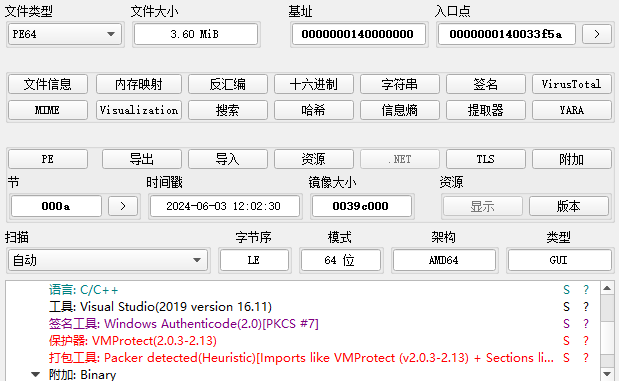 文件类型 文件大小 基址 入口点
PE64 3.60 MiB 0000000140000000 0000000140033f5a >
文件信息 内存映射 反汇编 十六进制 字符串 签名 VirusTotal
MIME Visualization 搜索 哈希 信息熵 提取器 YARA
PE 导出 导入 资源 .NET TLS 附加
节 时间戳 镜像大小 资源
000a > 2024-06-03 12:02:30 0039c000 显示 版本
扫描 字节序 模式 架构 类型
自动 LE 64 位 AMD64 GUI
语言: C/C++ S ?
工具: Visual Studio(2019 version 16.11) S ?
签名工具: Windows Authenticode(2.0)[PKCS #7] S ?
保护器: VMProtect(2.0.3-2.13) S ?
打包工具: Packer detected(Heuristic)[Imports like VMProtect (v2.0.3-2.13) + Sections li... S ?
附加: Binary